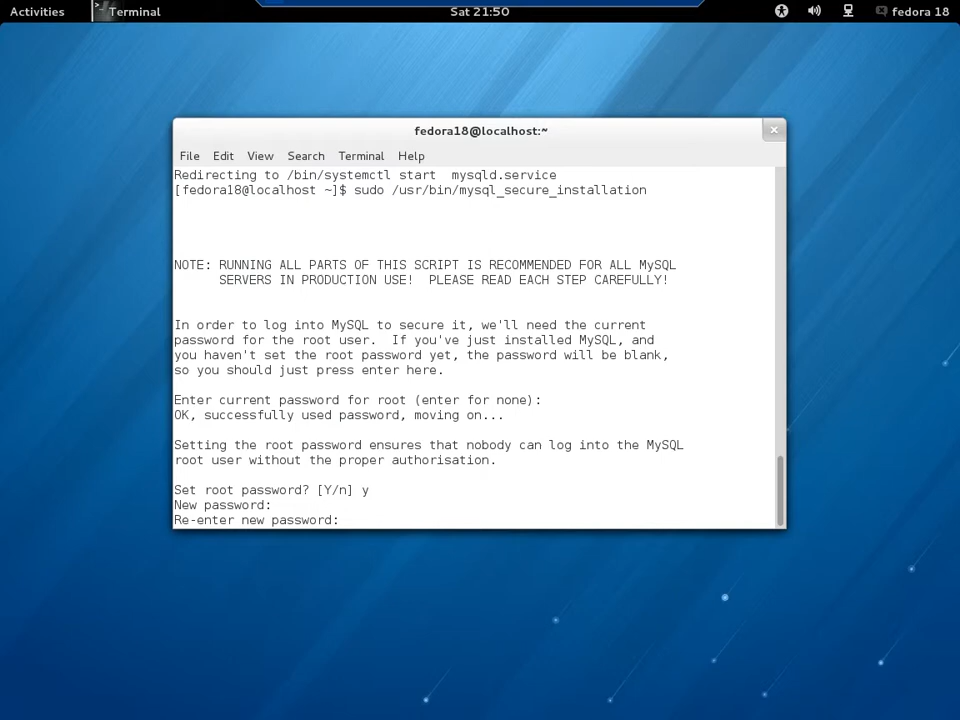 Activities
Terminal
Sat 21:50
fedora 18
fedora18@localhost:~
File Edit View Search Terminal Help
Redirecting to /bin/systemctl start  mysqld.service
[fedora18@localhost ~]$ sudo /usr/bin/mysql_secure_installation
NOTE: RUNNING ALL PARTS OF THIS SCRIPT IS RECOMMENDED FOR ALL MySQL
      SERVERS IN PRODUCTION USE!  PLEASE READ EACH STEP CAREFULLY!
In order to log into MySQL to secure it, we'll need the current
password for the root user.  If you've just installed MySQL, and
you haven't set the root password yet, the password will be blank,
so you should just press enter here.
Enter current password for root (enter for none):
OK, successfully used password, moving on...
Setting the root password ensures that nobody can log into the MySQL
root user without the proper authorisation.
Set root password? [Y/n] y
New password:
Re-enter new password: